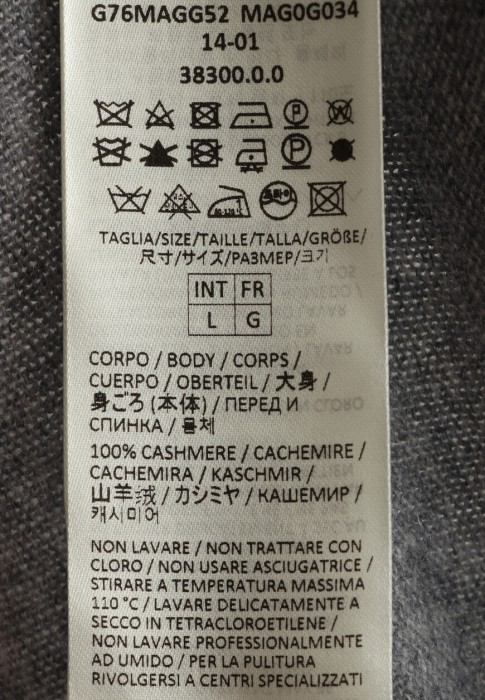 G76MAGG52 MAG0G034
14-01
38300.0.0
TAGLIA/SIZE/TAILLE/TALLA/GRÖßE/
尺寸/サイズ/РАЗМЕР/크기
INT FR
L G
CORPO / BODY / CORPS /
CUERPO / OBERTEIL / 大身 /
身ごろ (本体) / ПЕРЕД И
СПИНКА / 몸체
100% CASHMERE / CACHEMIRE /
CACHEMIRA / KASCHMIR /
山羊绒 / カシミヤ / КАШЕМИР /
캐시미어
NON LAVARE / NON TRATTARE CON
CLORO / NON USARE ASCIUGATRICE /
STIRARE A TEMPERATURA MASSIMA
110 °C / LAVARE DELICATAMENTE A
SECCO IN TETRACLOROETILENE /
NON LAVARE PROFESSIONALMENTE
AD UMIDO / PER LA PULITURA
RIVOLGERSI A CENTRI SPECIALIZZATI